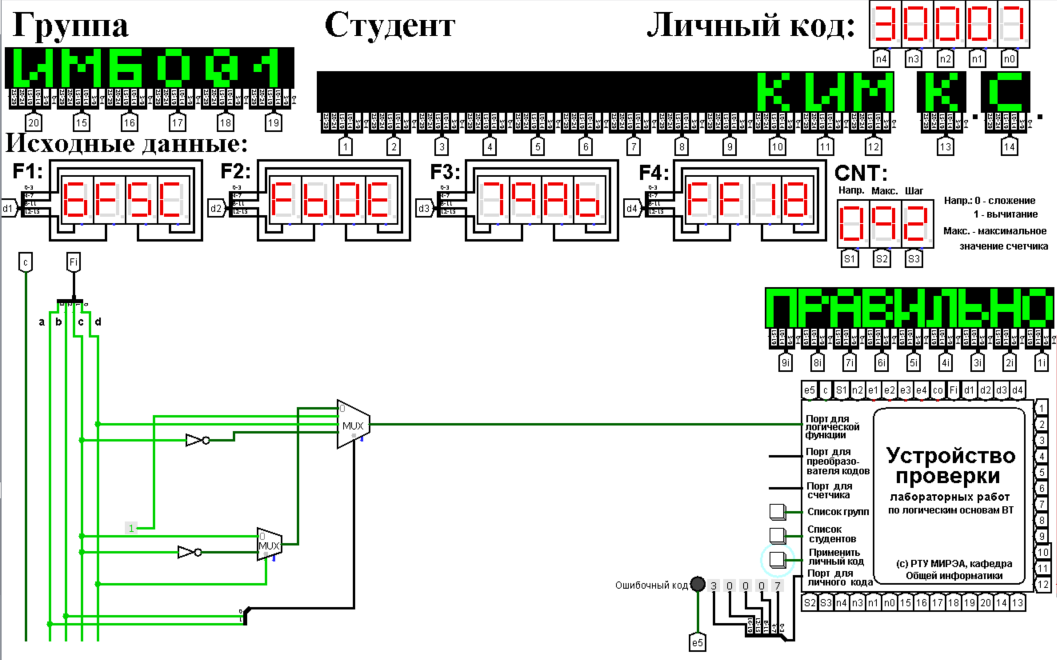 Группа Студент Личный код: 30007
n4 n3 n2 n1 n0
ИМБО01 КИМ К.С.
20 15 16 17 18 19
1 2 3 4 5 6 7 8 9 10 11 12 13 14
Исходные данные:
F1: F2: F3: F4: CNT:
Напр. Макс. Шаг
d1 6F5C d2 Fb0E d3 79Ab d4 FF18 092
S1 S2 S3
Напр.: 0 - сложение
1 - вычитание
Макс. - максимальное
значение счетчика
c Fi
a b c d
ПРАВИЛЬНО
9i 8i 7i 6i 5i 4i 3i 2i 1i
e5 c S1 n2 e1 e2 e3 e4 co Fi d1 d2 d3 d4
0
MUX
1
0
MUX
Порт для
логической
функции
Порт для
преобразо-
вателя кодов
Порт для
счетчика
Список групп
Список
студентов
Применить
личный код
Порт для
личного кода
Устройство
проверки
лабораторных работ
по логическим основам ВТ
(с) РТУ МИРЭА, кафедра
Общей информатики
1
2
3
4
5
6
7
8
9
10
11
12
Ошибочный код 3 0 0 0 7
e5
S2 S3 n4 n3 n1 n0 15 16 17 18 19 20 14 13